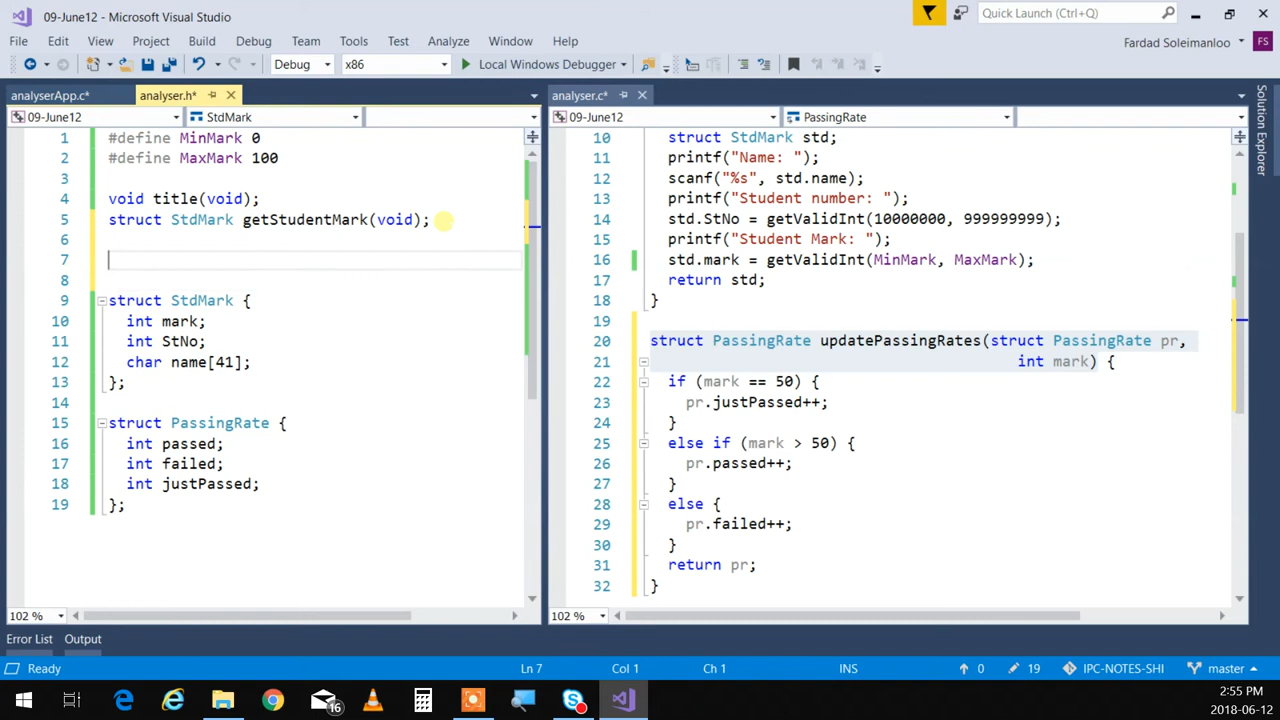 09-June12 - Microsoft Visual Studio
Quick Launch (Ctrl+Q)
File Edit View Project Build Debug Team Tools Test Analyze Window Help
Fardad Soleimanloo FS
Debug x86 Local Windows Debugger
analyserApp.c* analyser.h*
09-June12 StdMark
1 #define MinMark 0
2 #define MaxMark 100
3
4 void title(void);
5 struct StdMark getStudentMark(void);
6
7
8
9 struct StdMark {
10 int mark;
11 int StNo;
12 char name[41];
13 };
14
15 struct PassingRate {
16 int passed;
17 int failed;
18 int justPassed;
19 };
102 %
analyser.c*
09-June12 PassingRate
10 struct StdMark std;
11 printf("Name: ");
12 scanf("%s", std.name);
13 printf("Student number: ");
14 std.StNo = getValidInt(10000000, 999999999);
15 printf("Student Mark: ");
16 std.mark = getValidInt(MinMark, MaxMark);
17 return std;
18 }
19
20 struct PassingRate updatePassingRates(struct PassingRate pr,
21 int mark) {
22 if (mark == 50) {
23 pr.justPassed++;
24 }
25 else if (mark > 50) {
26 pr.passed++;
27 }
28 else {
29 pr.failed++;
30 }
31 return pr;
32 }
102 %
Solution Explorer
Error List Output
Ready Ln 7 Col 1 Ch 1 INS 0 19 IPC-NOTES-SHI master
16
2:55 PM
2018-06-12